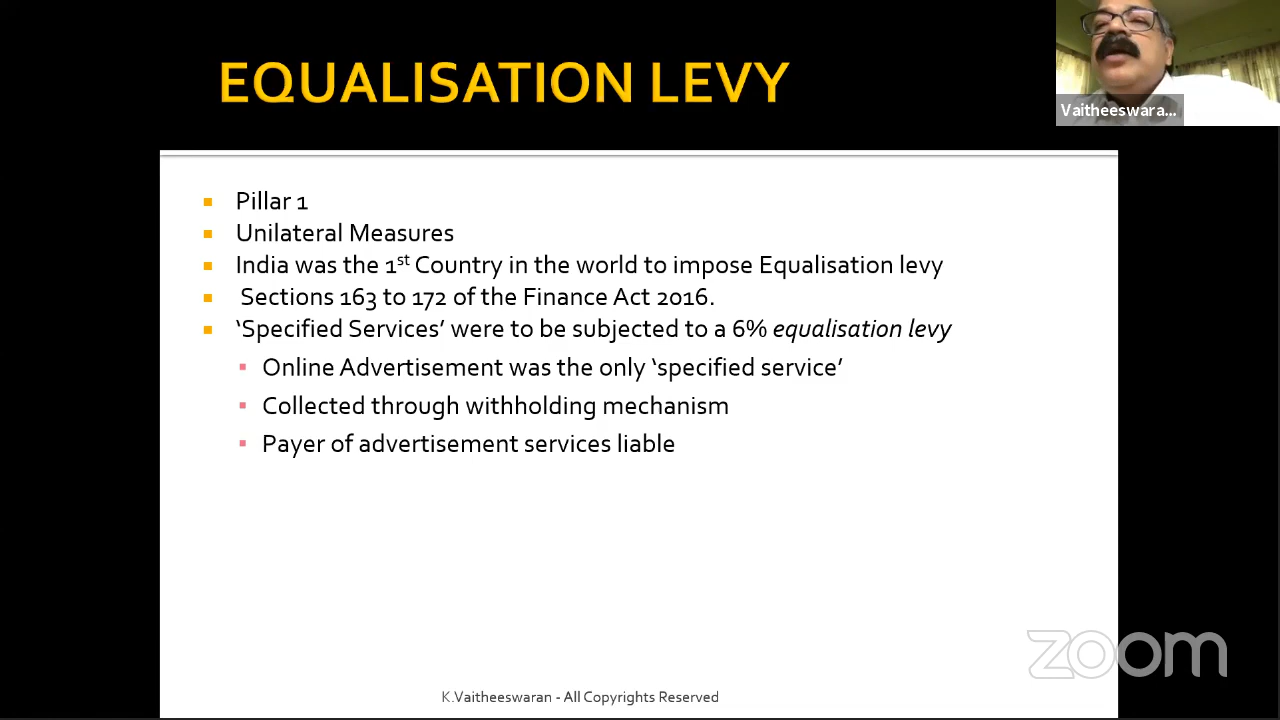 EQUALISATION LEVY
Vaitheeswara...
Pillar 1
Unilateral Measures
India was the 1st Country in the world to impose Equalisation levy
Sections 163 to 172 of the Finance Act 2016.
‘Specified Services’ were to be subjected to a 6% equalisation levy
Online Advertisement was the only ‘specified service’
Collected through withholding mechanism
Payer of advertisement services liable
zoom
K.Vaitheeswaran - All Copyrights Reserved